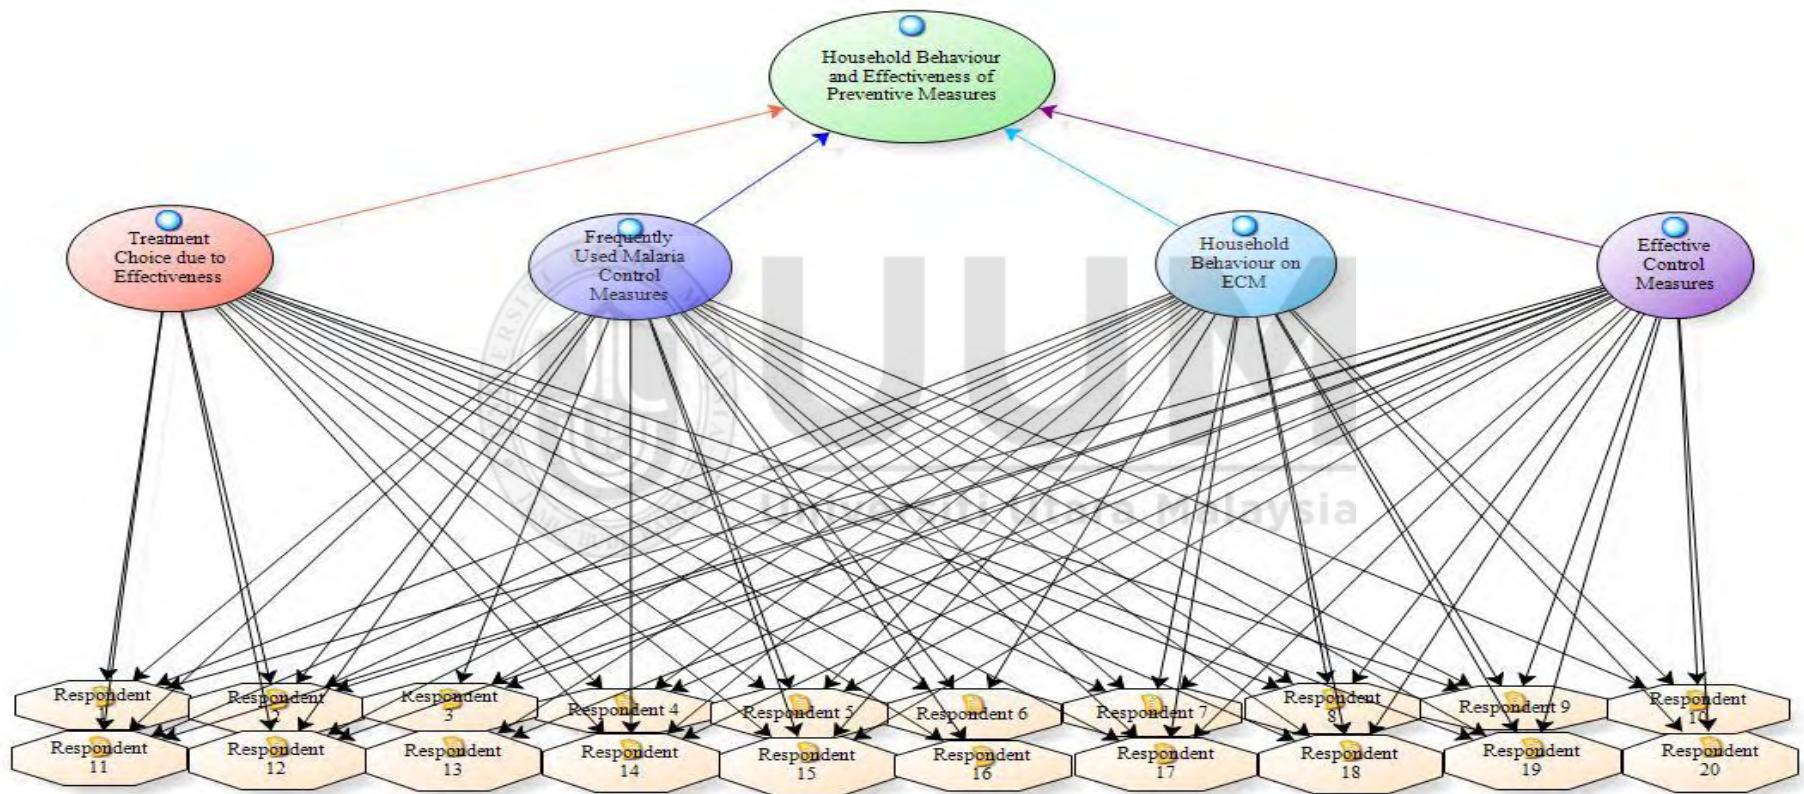 Household Behaviour
and Effectiveness of
Preventive Measures
Treatment
Choice due to
Effectiveness
Frequently
Used Malaria
Control
Measures
Household
Behaviour on
ECM
Effective
Control
Measures
UUM
Universiti Utara Malaysia
Respondent
Respondent
2
Respondent
3
Respondent 4
Respondent 5
Respondent 6
Respondent 7
Respondent
8
Respondent 9
Respondent
10
Respondent
11
Respondent
12
Respondent
13
Respondent
14
Respondent
15
Respondent
16
Respondent
17
Respondent
18
Respondent
19
Respondent
20